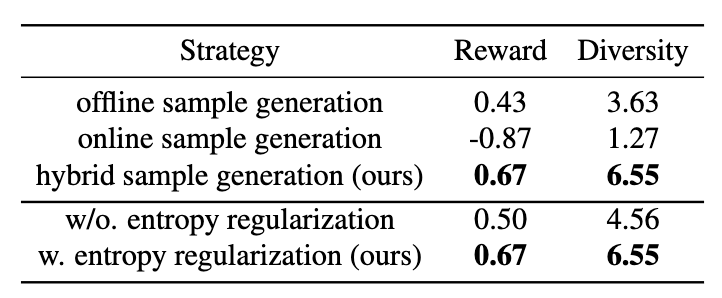 Strategy Reward Diversity
offline sample generation 0.43 3.63
online sample generation -0.87 1.27
hybrid sample generation (ours) 0.67 6.55
w/o. entropy regularization 0.50 4.56
w. entropy regularization (ours) 0.67 6.55